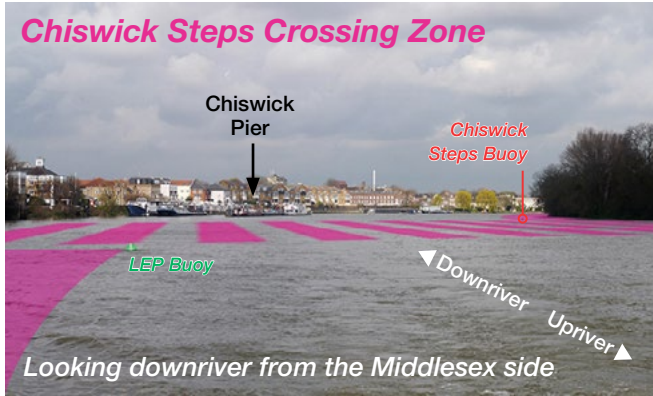 Chiswick Steps Crossing Zone
Chiswick
Pier
Chiswick
Steps Buoy
LEP Buoy
Downriver
Upriver
Looking downriver from the Middlesex side